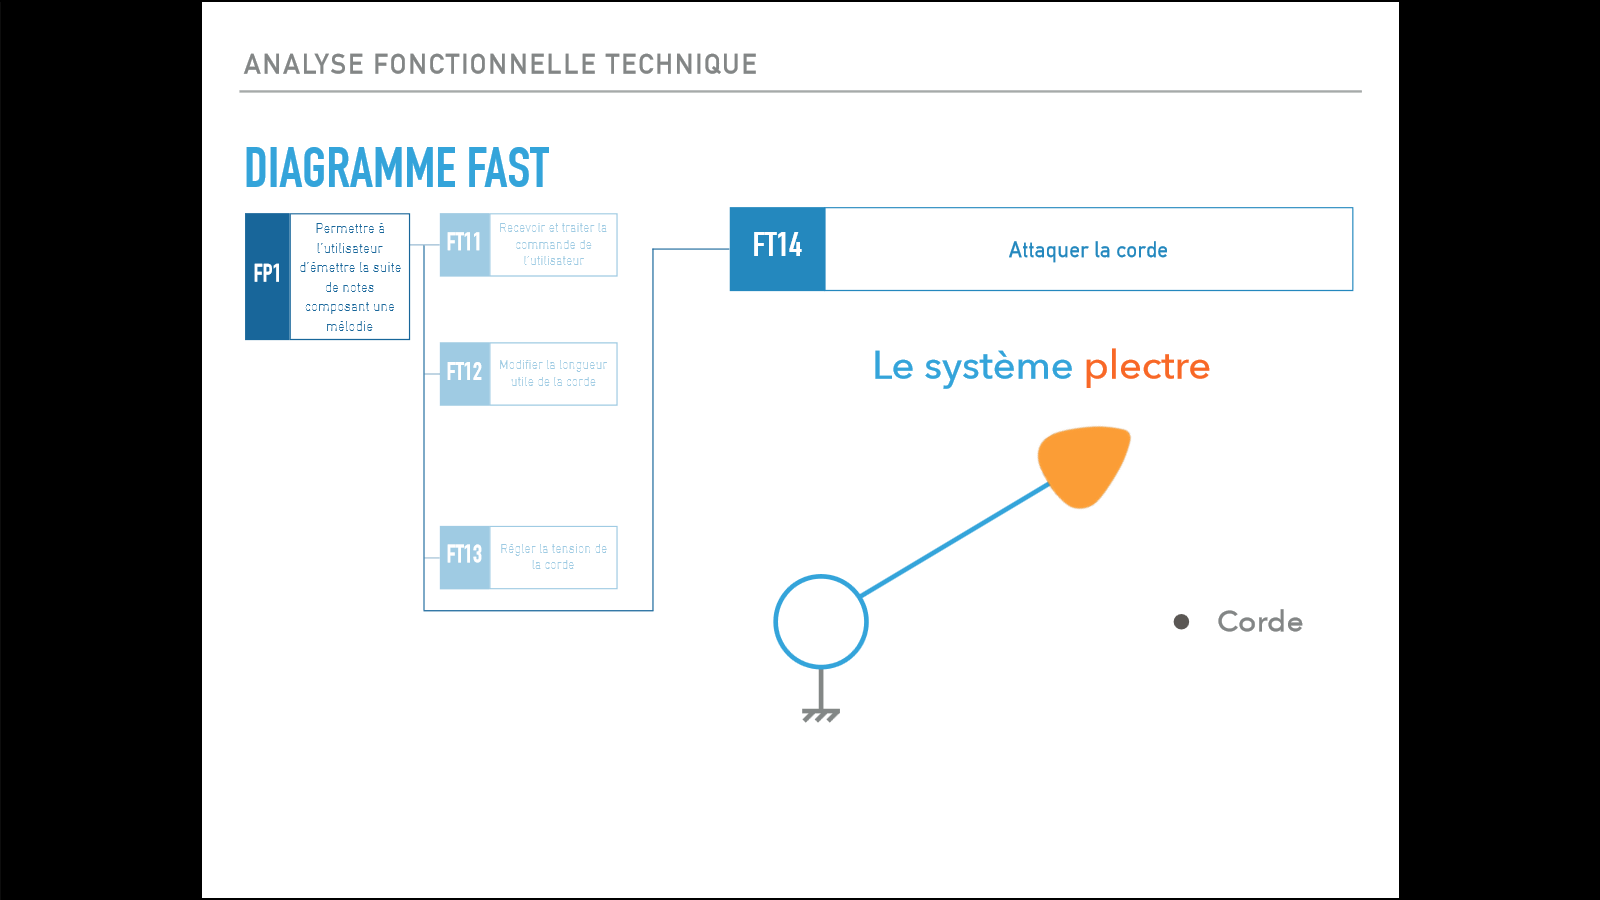 ANALYSE FONCTIONNELLE TECHNIQUE
DIAGRAMME FAST
FP1
Permettre à
l'utilisateur
d'émettre la suite
de notes
composant une
mélodie
FT11
Recevoir et traiter la
commande de
l'utilisateur
FT12
Modifier la longueur
utile de la corde
FT13
Régler la tension de
la corde
FT14
Attaquer la corde
Le système plectre
Corde